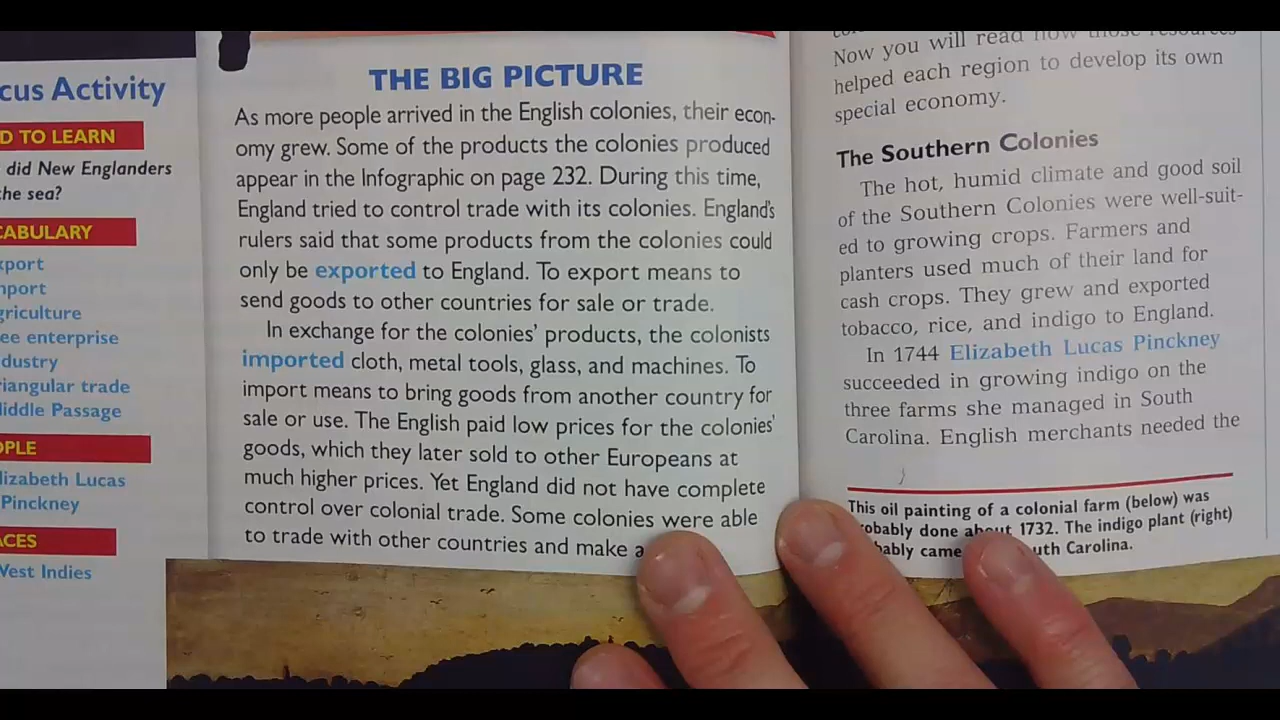 cus Activity
D TO LEARN
did New Englanders
he sea?
CABULARY
port
mport
griculture
ee enterprise
dustry
riangular trade
iddle Passage
OPLE
lizabeth Lucas
Pinckney
ACES
West Indies
THE BIG PICTURE
As more people arrived in the English colonies, their econ-
omy grew. Some of the products the colonies produced
appear in the Infographic on page 232. During this time,
England tried to control trade with its colonies. England's
rulers said that some products from the colonies could
only be exported to England. To export means to
send goods to other countries for sale or trade.
In exchange for the colonies' products, the colonists
imported cloth, metal tools, glass, and machines. To
import means to bring goods from another country for
sale or use. The English paid low prices for the colonies'
goods, which they later sold to other Europeans at
much higher prices. Yet England did not have complete
control over colonial trade. Some colonies were able
to trade with other countries and make a
Now you will read how those resources
helped each region to develop its own
special economy.
The Southern Colonies
The hot, humid climate and good soil
of the Southern Colonies were well-suit-
ed to growing crops. Farmers and
planters used much of their land for
cash crops. They grew and exported
tobacco, rice, and indigo to England.
In 1744 Elizabeth Lucas Pinckney
succeeded in growing indigo on the
three farms she managed in South
Carolina. English merchants needed the
This oil painting of a colonial farm (below) was
obably done about 1732. The indigo plant (right)
bably came uth Carolina.